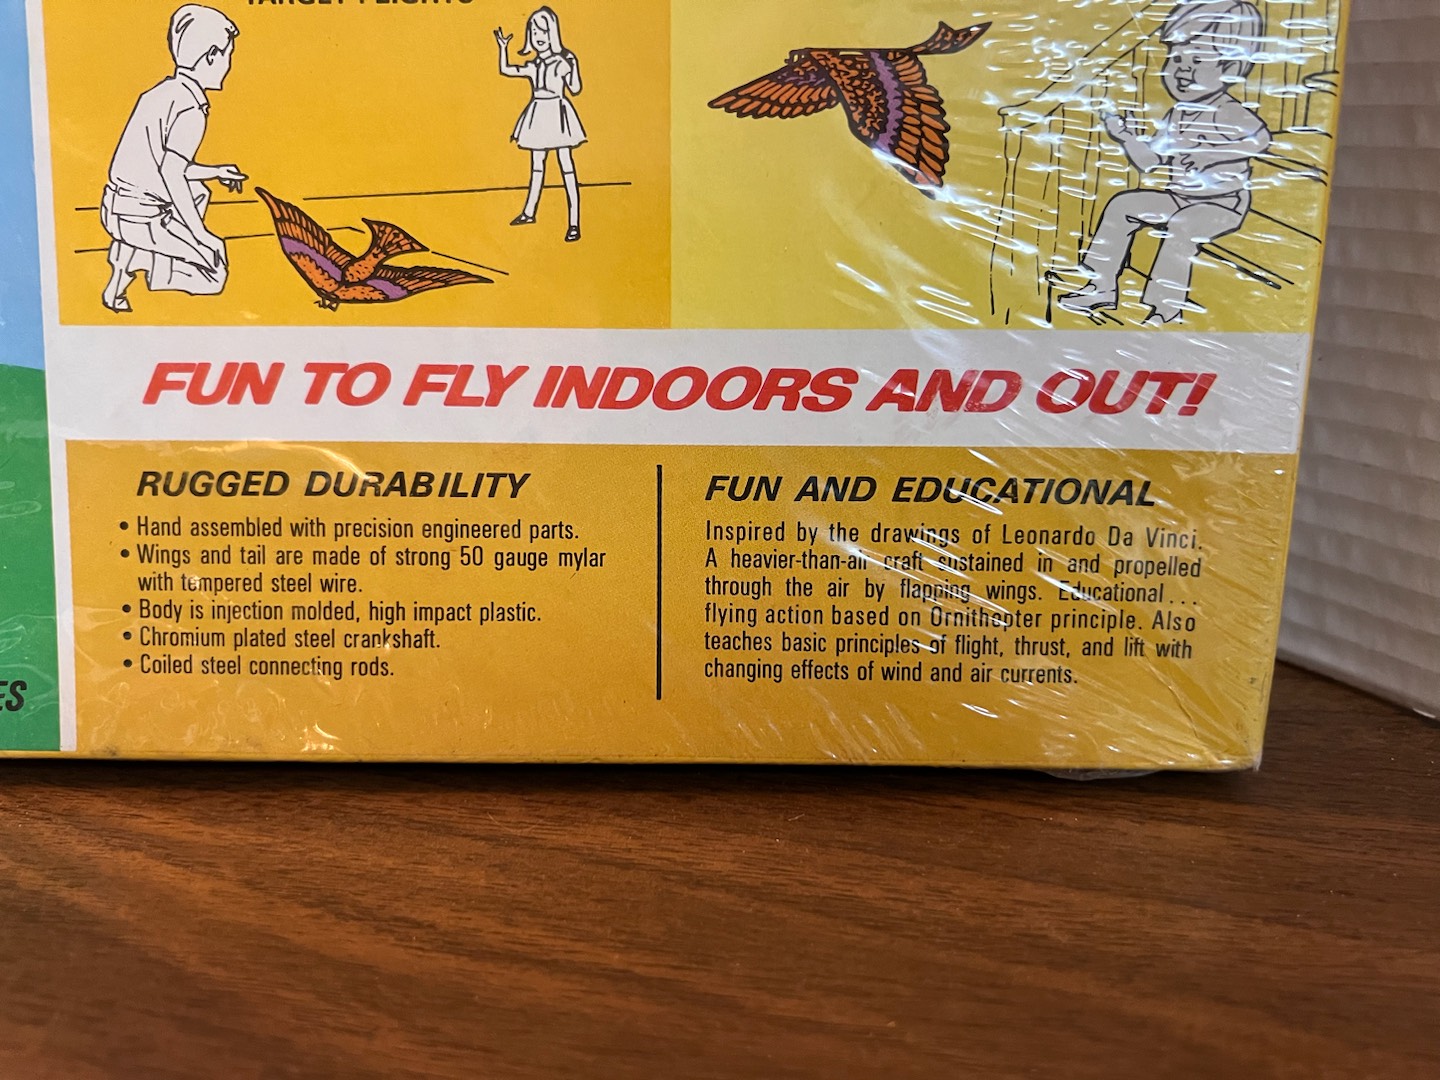 TARGET FLIGHTS
FUN TO FLY INDOORS AND OUT!
RUGGED DURABILITY
• Hand assembled with precision engineered parts.
• Wings and tail are made of strong 50 gauge mylar
with tempered steel wire.
• Body is injection molded, high impact plastic.
• Chromium plated steel crankshaft.
• Coiled steel connecting rods.
FUN AND EDUCATIONAL
Inspired by the drawings of Leonardo Da Vinci.
A heavier-than-air craft sustained in and propelled
through the air by flapping wings. Educational...
flying action based on Ornithopter principle. Also
teaches basic principles of flight, thrust, and lift with
changing effects of wind and air currents.